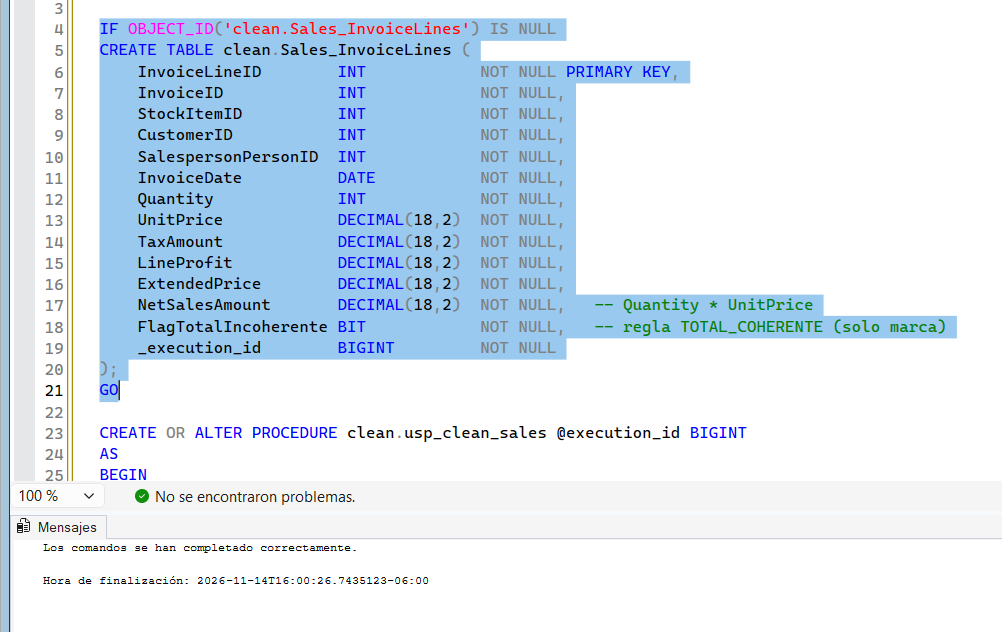 3
4 IF OBJECT_ID('clean.Sales_InvoiceLines') IS NULL
5 CREATE TABLE clean.Sales_InvoiceLines (
6 InvoiceLineID INT NOT NULL PRIMARY KEY,
7 InvoiceID INT NOT NULL,
8 StockItemID INT NOT NULL,
9 CustomerID INT NOT NULL,
10 SalespersonPersonID INT NOT NULL,
11 InvoiceDate DATE NOT NULL,
12 Quantity INT NOT NULL,
13 UnitPrice DECIMAL(18,2) NOT NULL,
14 TaxAmount DECIMAL(18,2) NOT NULL,
15 LineProfit DECIMAL(18,2) NOT NULL,
16 ExtendedPrice DECIMAL(18,2) NOT NULL,
17 NetSalesAmount DECIMAL(18,2) NOT NULL, -- Quantity * UnitPrice
18 FlagTotalIncoherente BIT NOT NULL, -- regla TOTAL_COHERENTE (solo marca)
19 _execution_id BIGINT NOT NULL
20 );
21 GO
22
23 CREATE OR ALTER PROCEDURE clean.usp_clean_sales @execution_id BIGINT
24 AS
25 BEGIN
100 % No se encontraron problemas.
Mensajes
Los comandos se han completado correctamente.
Hora de finalización: 2026-11-14T16:00:26.7435123-06:00